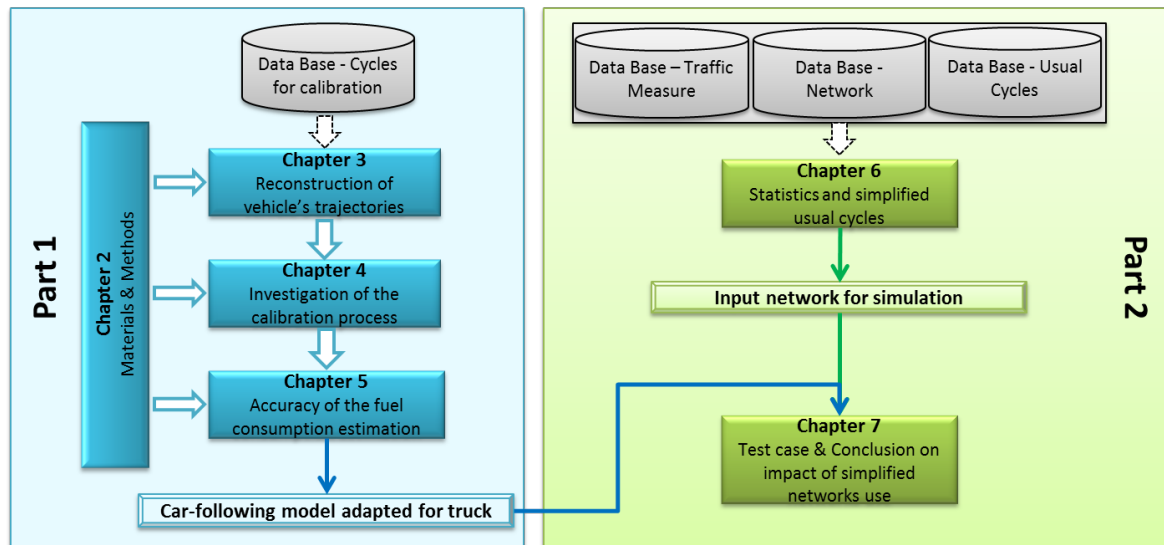 Part 1
Data Base - Cycles
for calibration
Chapter 2
Materials & Methods
Chapter 3
Reconstruction of
vehicle's trajectories
Chapter 4
Investigation of the
calibration process
Chapter 5
Accuracy of the fuel
consumption estimation
Car-following model adapted for truck
Part 2
Data Base – Traffic
Measure
Data Base -
Network
Data Base - Usual
Cycles
Chapter 6
Statistics and simplified
usual cycles
Input network for simulation
Chapter 7
Test case & Conclusion on
impact of simplified
networks use